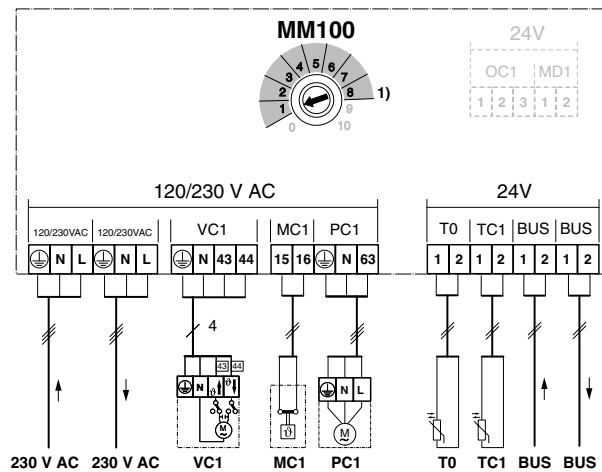 MM100
0 1 2 3 4 5 6 7 8 9 10
1)
24V
OC1 MD1
1 2 3 1 2
120/230 V AC
24V
120/230VAC 120/230VAC VC1 MC1 PC1 T0 TC1 BUS BUS
N L N L N 43 44 15 16 N 63 1 2 1 2 1 2 1 2
4
43 44
N ϑ ϑ N L
M ~ ϑ M ~
230 V AC 230 V AC VC1 MC1 PC1 T0 TC1 BUS BUS